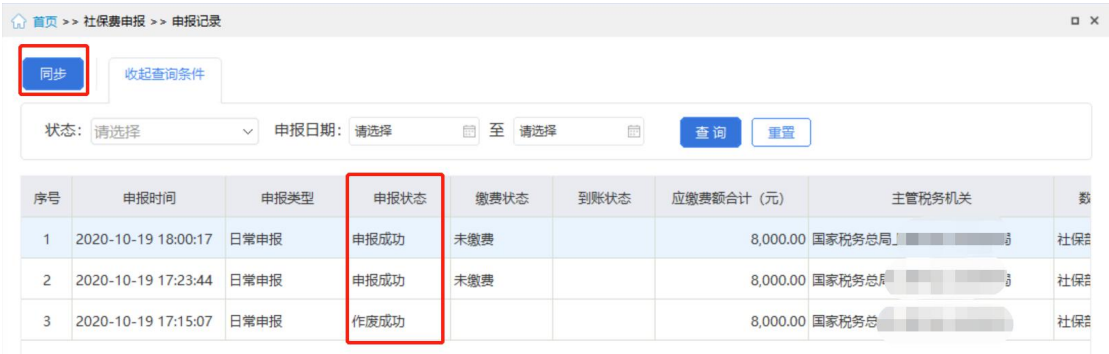 首页 >> 社保费申报 >> 申报记录
同步 收起查询条件
状态: 请选择 申报日期: 请选择 至 请选择 查询 重置
序号 申报时间 申报类型 申报状态 缴费状态 到账状态 应缴费额合计（元） 主管税务机关 数
1 2020-10-19 18:00:17 日常申报 申报成功 未缴费 8,000.00 国家税务总局 社保部
2 2020-10-19 17:23:44 日常申报 申报成功 未缴费 8,000.00 国家税务总局 社保部
3 2020-10-19 17:15:07 日常申报 作废成功 8,000.00 国家税务总 社保部